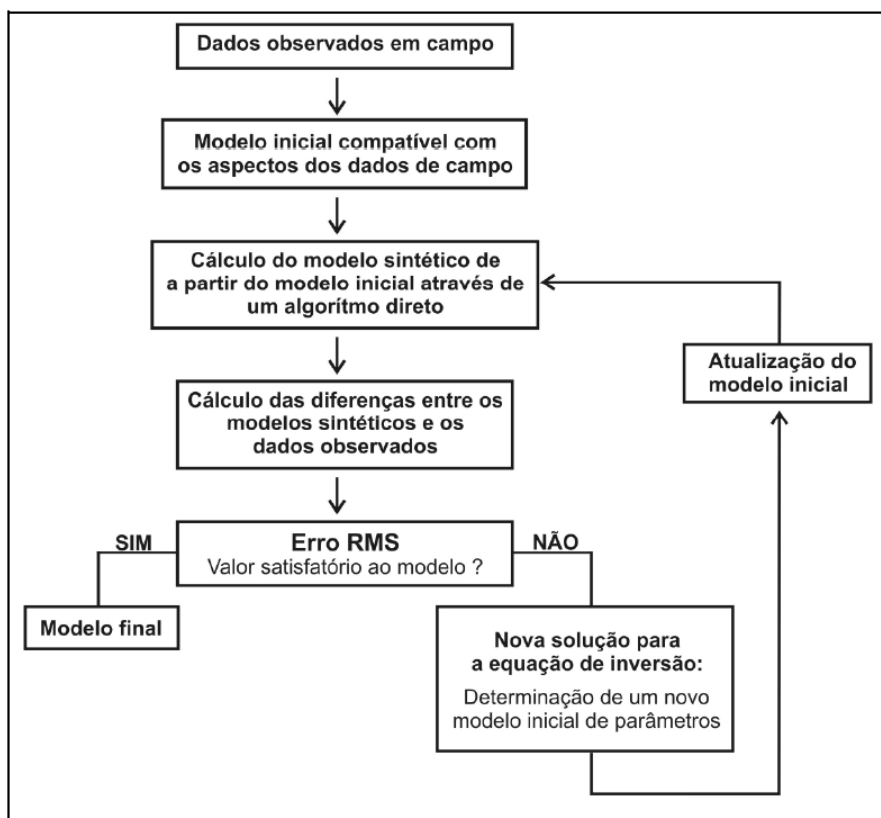 Dados observados em campo
Modelo inicial compatível com
os aspectos dos dados de campo
Cálculo do modelo sintético de
a partir do modelo inicial através de
um algorítmo direto
Atualização do
modelo inicial
Cálculo das diferenças entre os
modelos sintéticos e os
dados observados
SIM
Erro RMS
Valor satisfatório ao modelo ?
NÃO
Modelo final
Nova solução para
a equação de inversão:
Determinação de um novo
modelo inicial de parâmetros